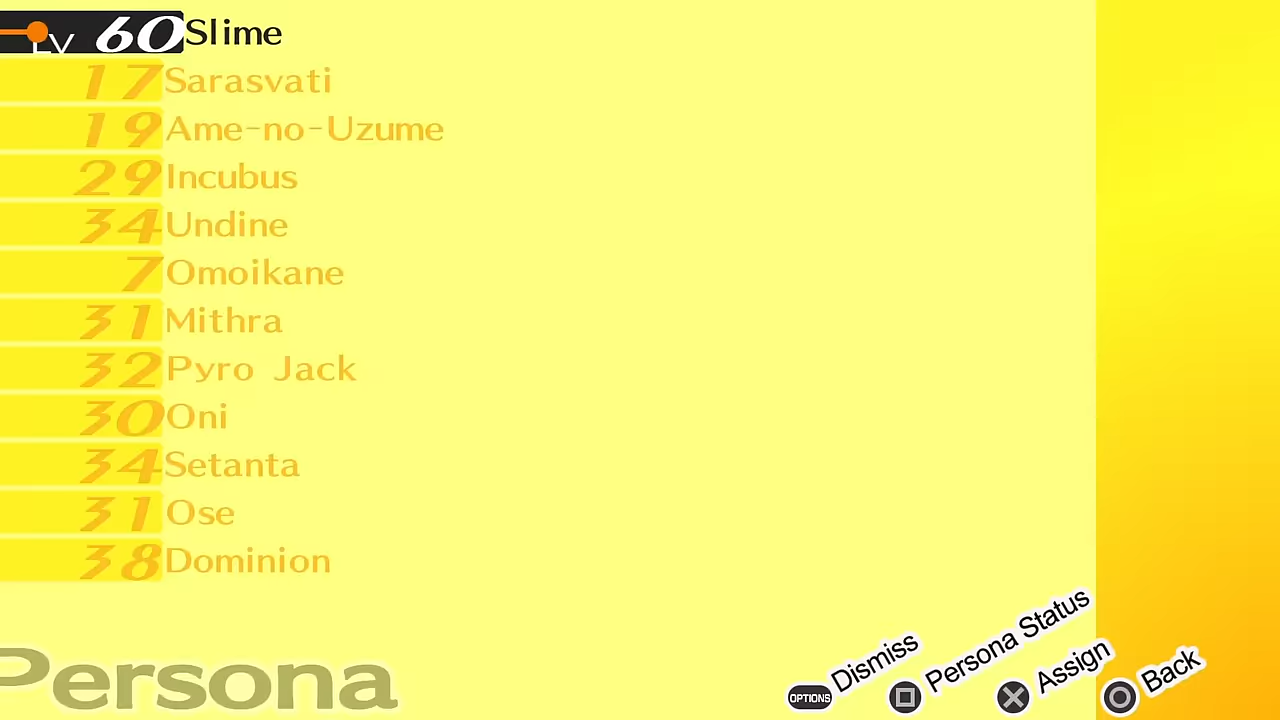 Lv 60 Slime
17 Sarasvati
19 Ame-no-Uzume
29 Incubus
34 Undine
7 Omoikane
31 Mithra
32 Pyro Jack
30 Oni
34 Setanta
31 Ose
38 Dominion
Persona
OPTIONS Dismiss
Persona Status
Assign
Back